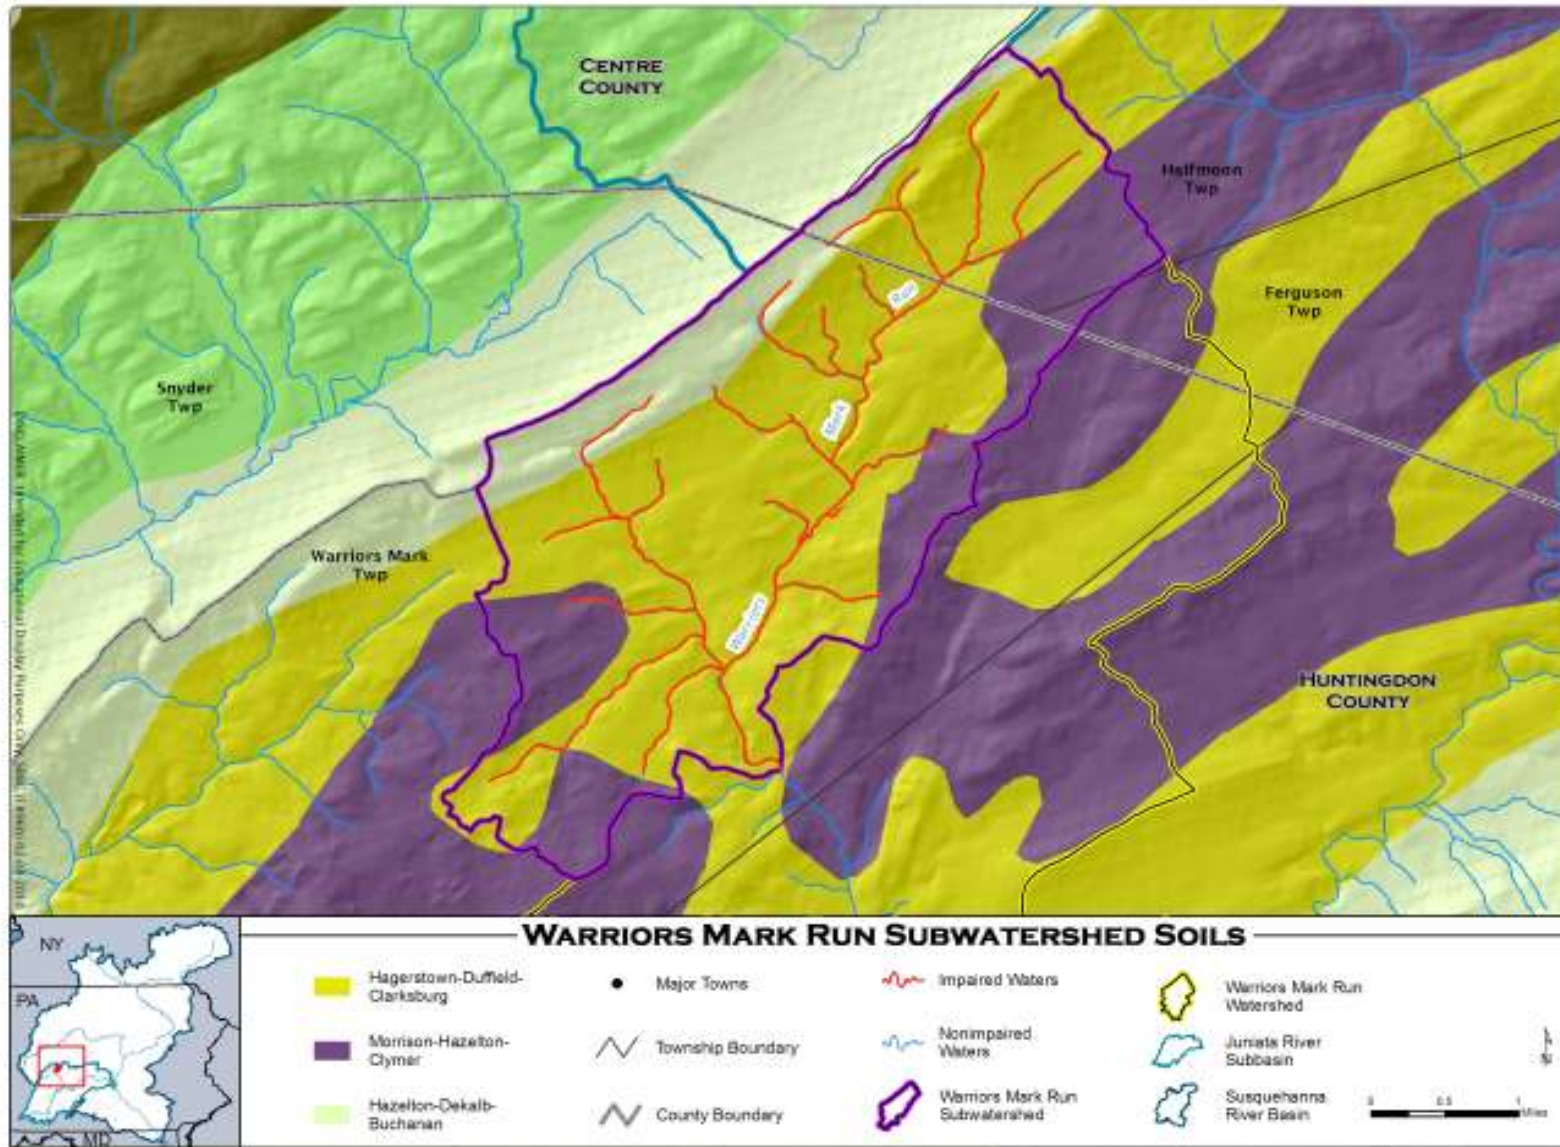 CENTRE
COUNTY
Halfmoon
Twp
Ferguson
Twp
Run
Snyder
Twp
Mark
Warriors Mark
Twp
Warriors
HUNTINGDON
COUNTY
WARRIORS MARK RUN SUBWATERSHED SOILS
NY
PA
MD
Hagerstown-Duffield-
Clarksburg
Morrison-Hazelton-
Clymer
Hazelton-Dekalb-
Buchanan
Major Towns
Township Boundary
County Boundary
Impaired Waters
Nonimpaired
Waters
Warriors Mark Run
Subwatershed
Warriors Mark Run
Watershed
Juniata River
Subbasin
Susquehanna
River Basin
N
0 0.5 1
Miles